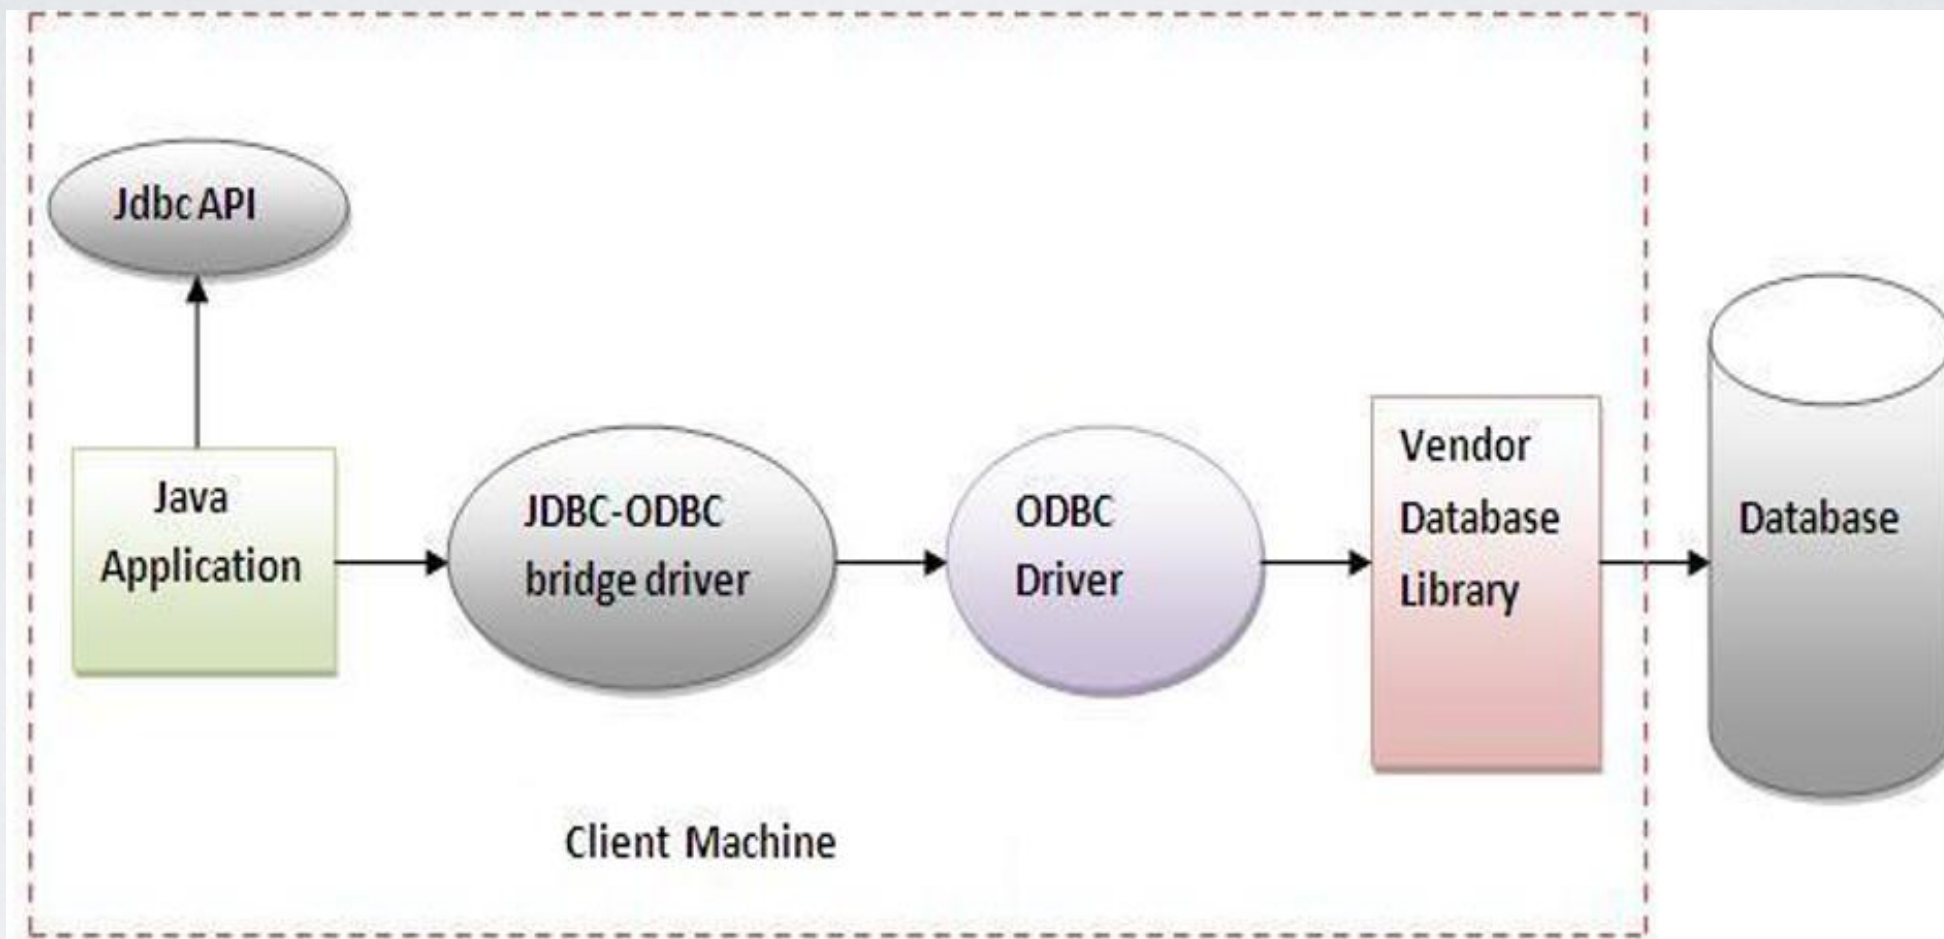 Jdbc API
Java
Application
JDBC-ODBC
bridge driver
ODBC
Driver
Vendor
Database
Library
Database
Client Machine